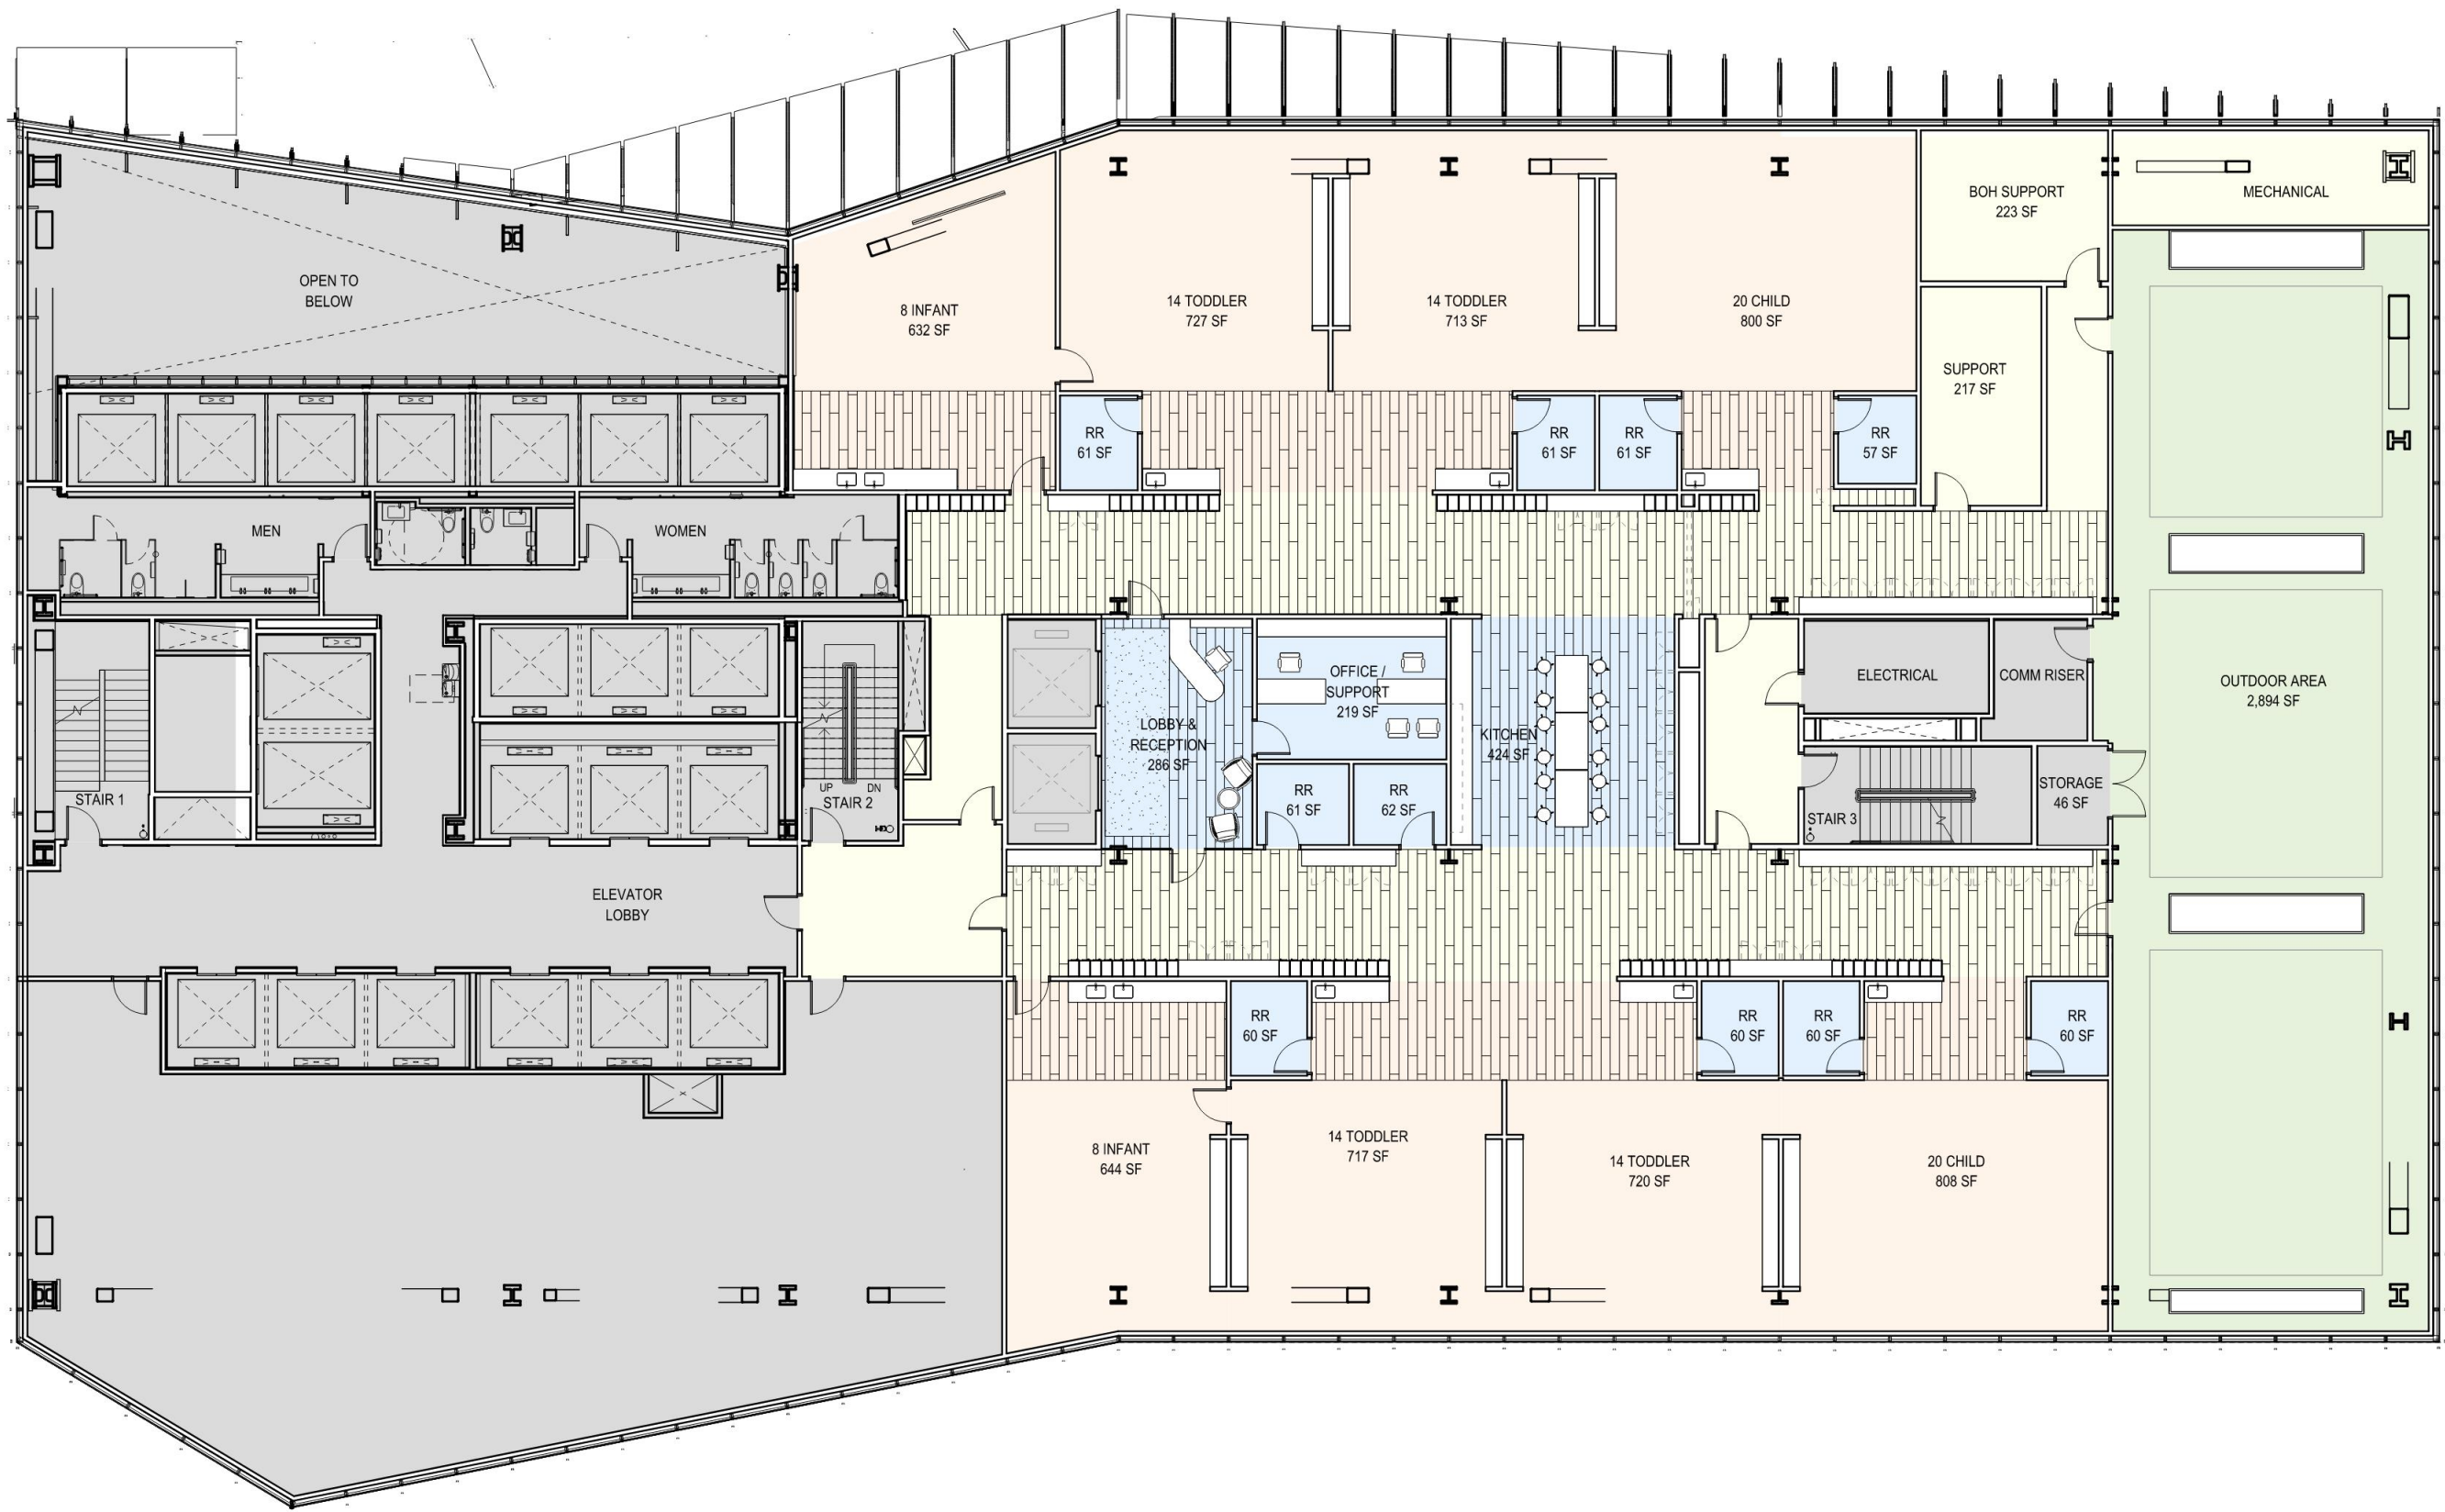 BOH SUPPORT
223 SF
MECHANICAL
OPEN TO
BELOW
8 INFANT
632 SF
14 TODDLER
727 SF
14 TODDLER
713 SF
20 CHILD
800 SF
SUPPORT
217 SF
RR
61 SF
RR
61 SF
RR
61 SF
RR
57 SF
MEN
WOMEN
LOBBY &
RECEPTION
286 SF
OFFICE /
SUPPORT
219 SF
KITCHEN
424 SF
ELECTRICAL
COMM RISER
OUTDOOR AREA
2,894 SF
STAIR 1
UP
DN
STAIR 2
RR
61 SF
RR
62 SF
STAIR 3
STORAGE
46 SF
ELEVATOR
LOBBY
RR
60 SF
RR
60 SF
RR
60 SF
RR
60 SF
8 INFANT
644 SF
14 TODDLER
717 SF
14 TODDLER
720 SF
20 CHILD
808 SF